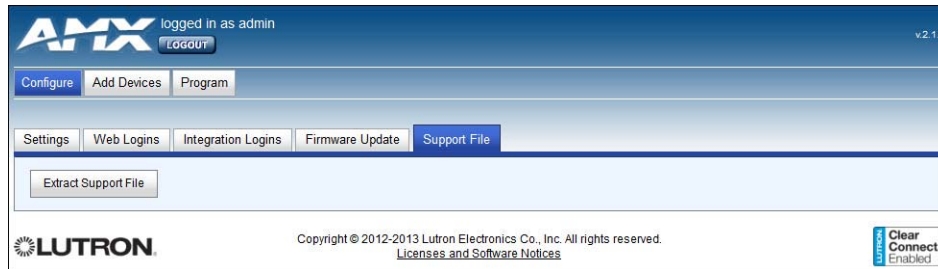 AMX
logged in as admin
LOGOUT
v.2.1
Configure Add Devices Program
Settings Web Logins Integration Logins Firmware Update Support File
Extract Support File
LUTRON.
Copyright © 2012-2013 Lutron Electronics Co., Inc. All rights reserved.
Licenses and Software Notices
LUTRON
Clear
Connect
Enabled